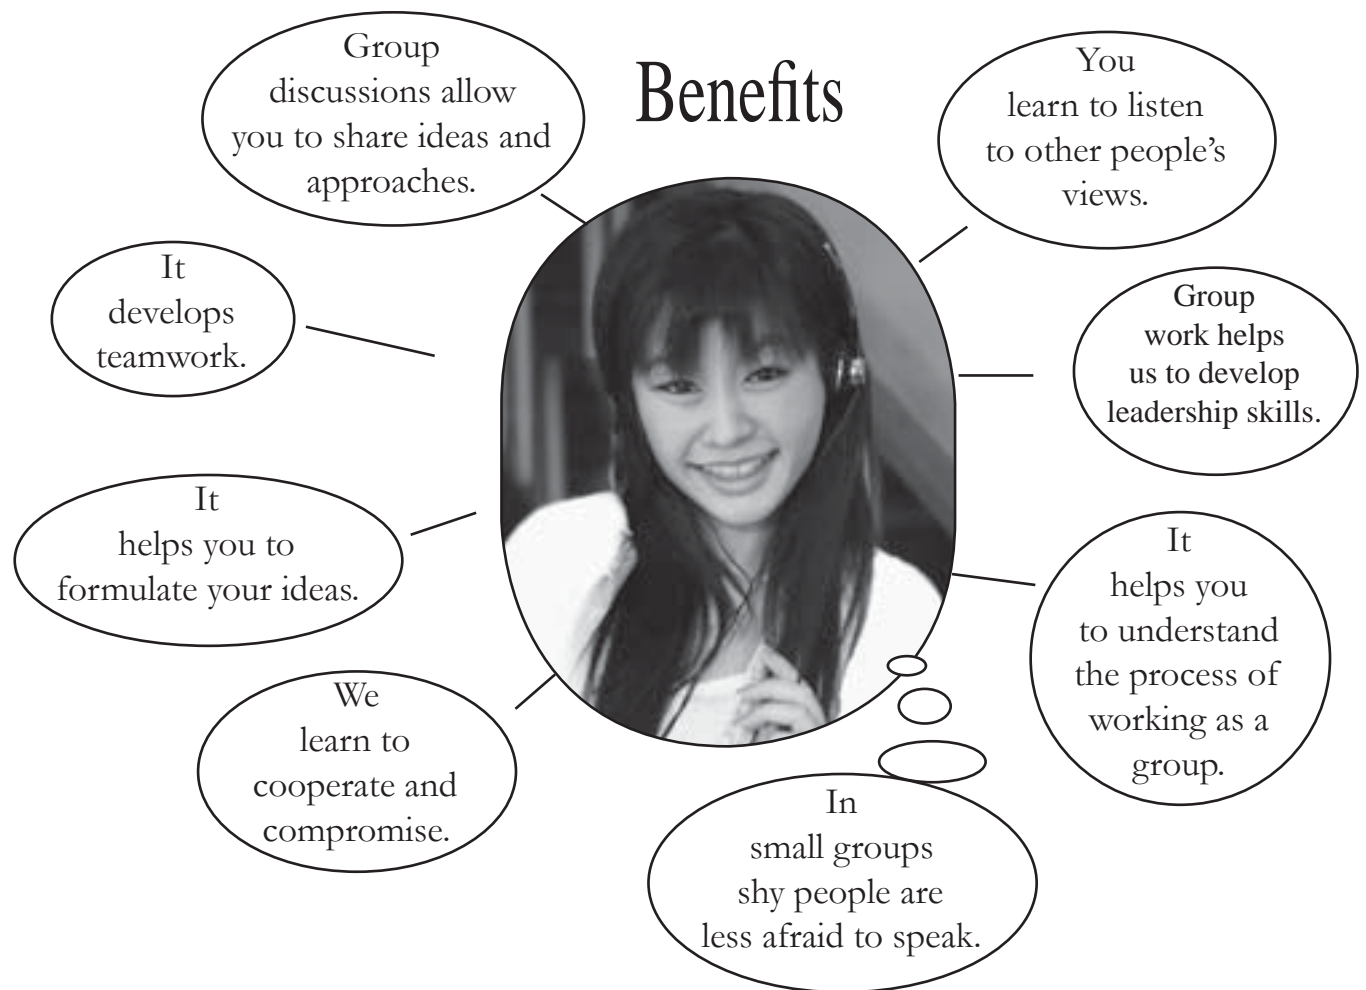 Benefits
Group
discussions allow
you to share ideas and
approaches.
You
learn to listen
to other people's
views.
It
develops
teamwork.
Group
work helps
us to develop
leadership skills.
It
helps you to
formulate your ideas.
It
helps you
to understand
the process of
working as a
group.
We
learn to
cooperate and
compromise.
In
small groups
shy people are
less afraid to speak.